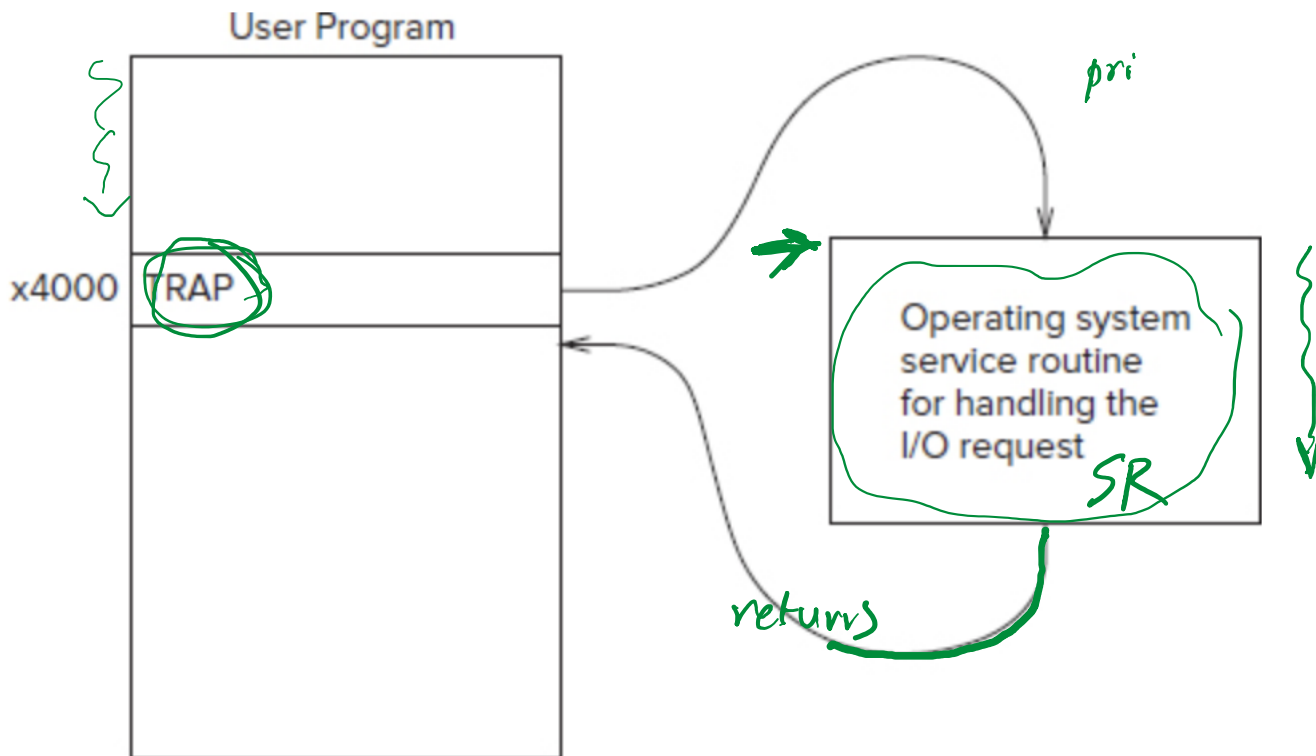 User Program
pri
x4000 TRAP
Operating system
service routine
for handling the
I/O request
SR
returns